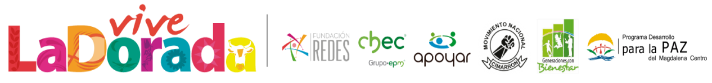 vive
LaDorada
FUNDACIÓN
REDES
chec
Grupo·epm
apoyar
MOVIMIENTO NACIONAL
CIMARRÓN
Generaciones con
Bienestar
Programa Desarrollo
para la PAZ
del Magdalena Centro